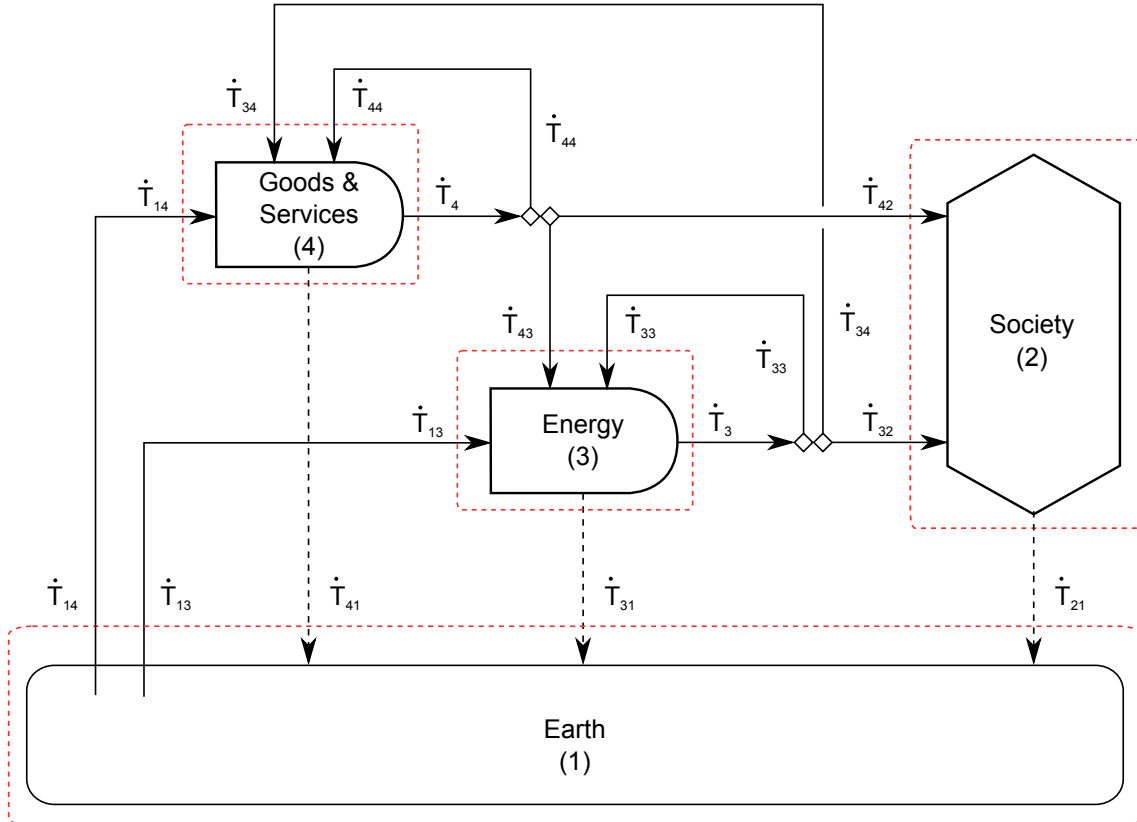 Ṫ34
Ṫ44
Ṫ44
Goods &
Services
(4)
Ṫ14
Ṫ4
Ṫ42
Ṫ43
Ṫ33
Ṫ34
Ṫ33
Society
(2)
Energy
(3)
Ṫ13
Ṫ3
Ṫ32
Ṫ14
Ṫ13
Ṫ41
Ṫ31
Ṫ21
Earth
(1)